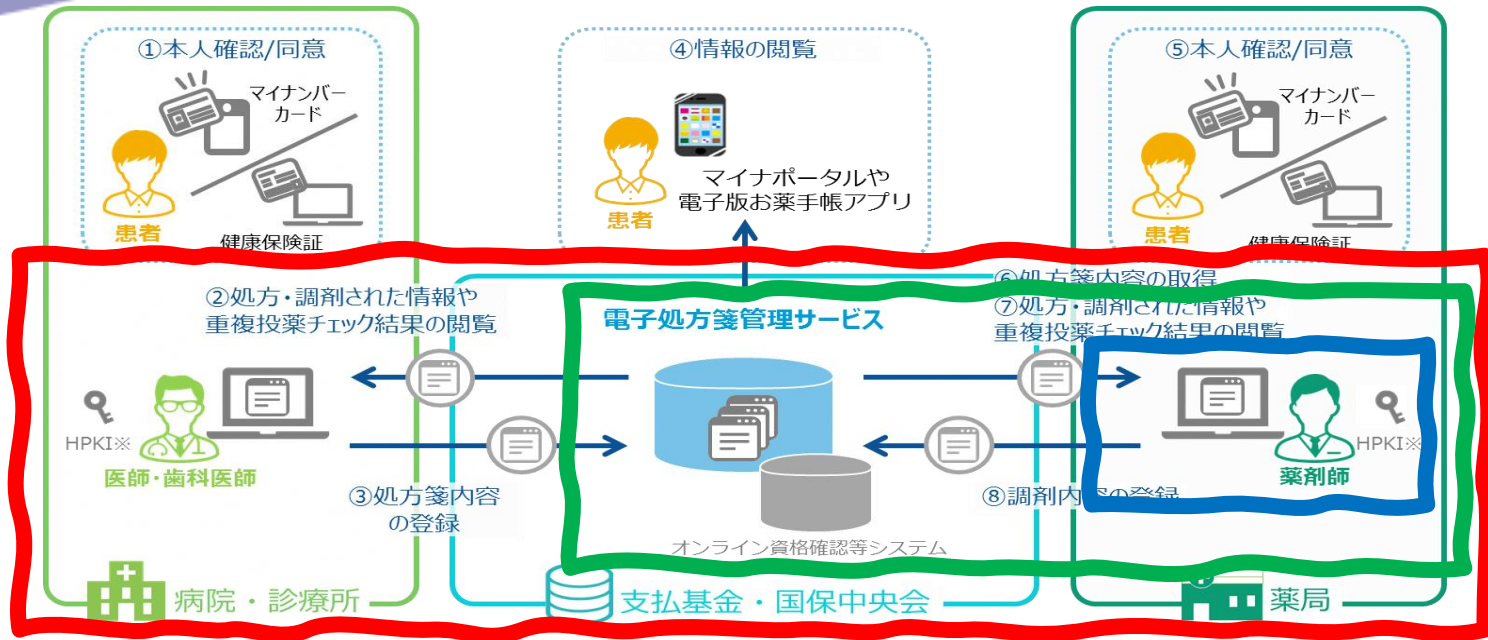 ①本人確認/同意
マイナンバー
カード
患者
健康保険証
④情報の閲覧
患者
マイナポータルや
電子版お薬手帳アプリ
⑤本人確認/同意
マイナンバー
カード
患者
健康保険証
②処方・調剤された情報や
重複投薬チェック結果の閲覧
HPKI※
医師・歯科医師
③処方箋内容
の登録
病院・診療所
電子処方箋管理サービス
オンライン資格確認等システム
支払基金・国保中央会
⑥処方箋内容の取得
⑦処方・調剤された情報や
重複投薬チェック結果の閲覧
HPKI※
薬剤師
⑧調剤内容の登録
薬局